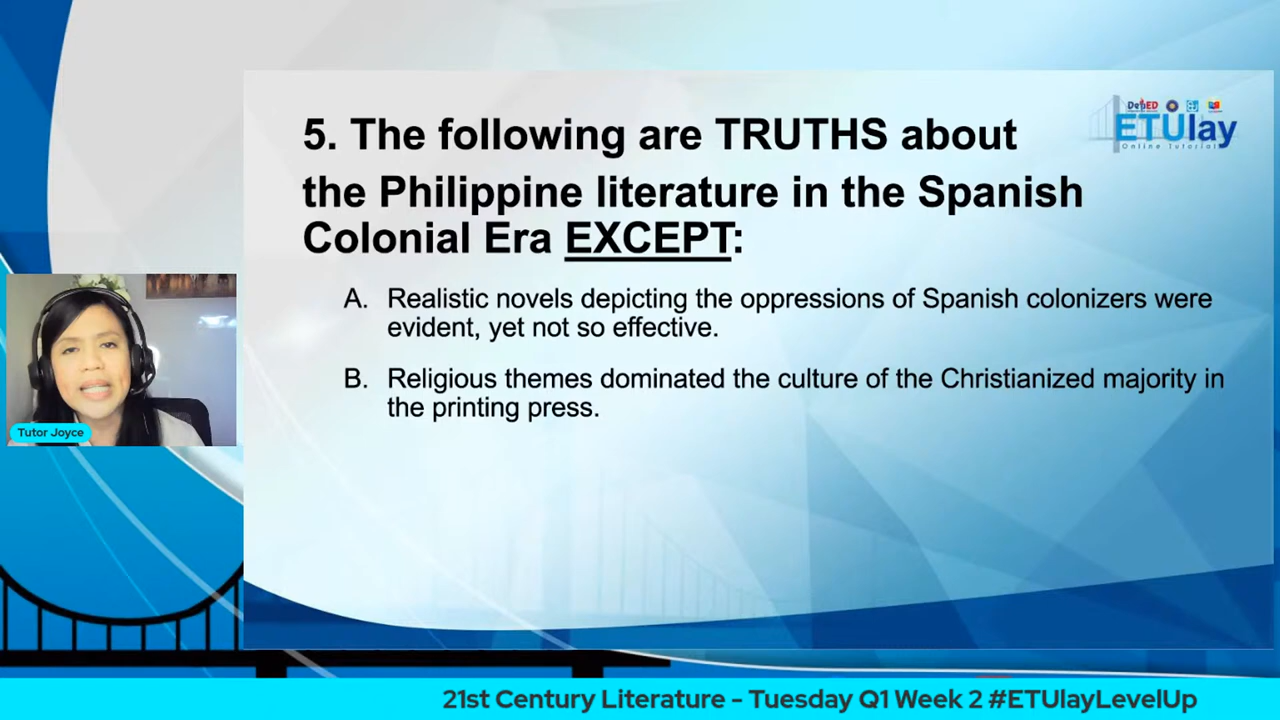 5. The following are TRUTHS about
the Philippine literature in the Spanish
Colonial Era EXCEPT:
DepED
ETUlay
Online Tutorial
A. Realistic novels depicting the oppressions of Spanish colonizers were
evident, yet not so effective.
B. Religious themes dominated the culture of the Christianized majority in
the printing press.
Tutor Joyce
21st Century Literature - Tuesday Q1 Week 2 #ETUlayLevelUp